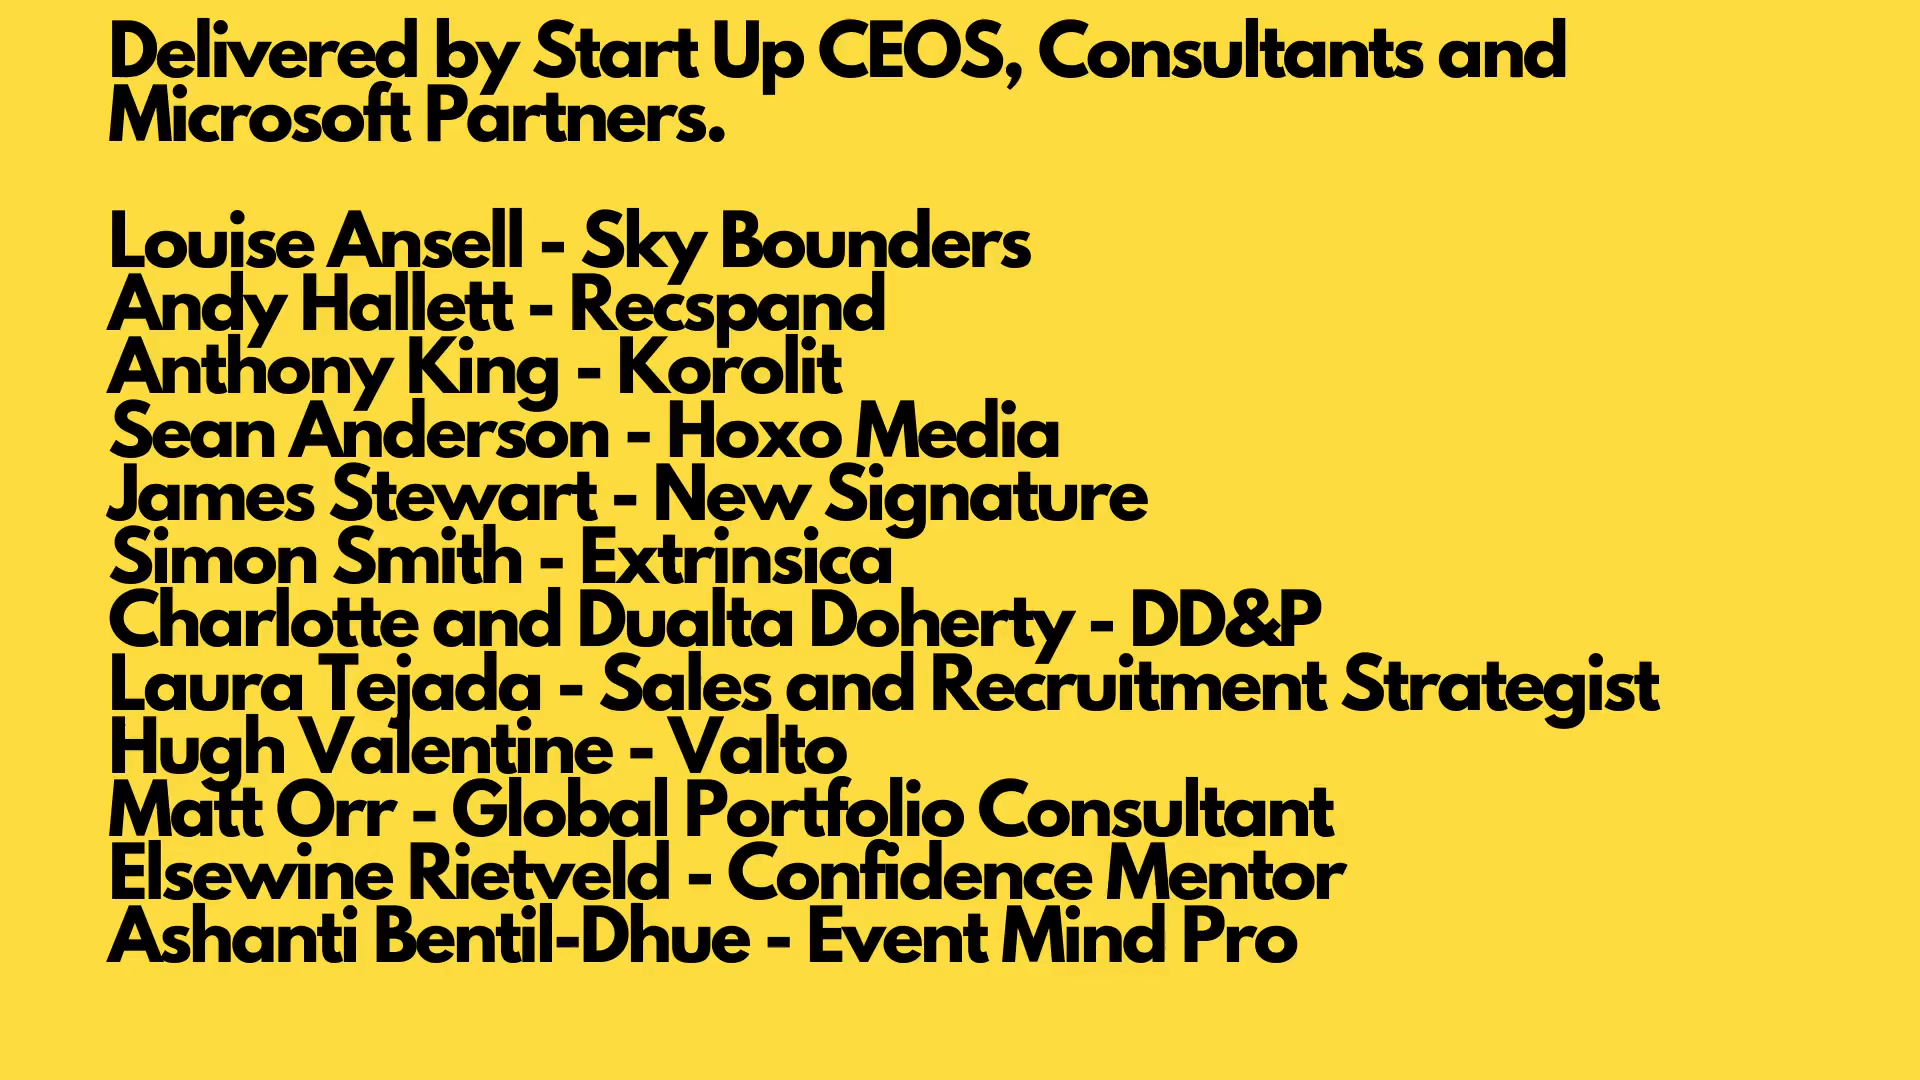 Delivered by Start Up CEOS, Consultants and
Microsoft Partners.
Louise Ansell - Sky Bounders
Andy Hallett - Recspand
Anthony King - Korolit
Sean Anderson - Hoxo Media
James Stewart - New Signature
Simon Smith - Extrinsica
Charlotte and Dualta Doherty - DD&P
Laura Tejada - Sales and Recruitment Strategist
Hugh Valentine - Valto
Matt Orr - Global Portfolio Consultant
Elsewine Rietveld - Confidence Mentor
Ashanti Bentil-Dhue - Event Mind Pro